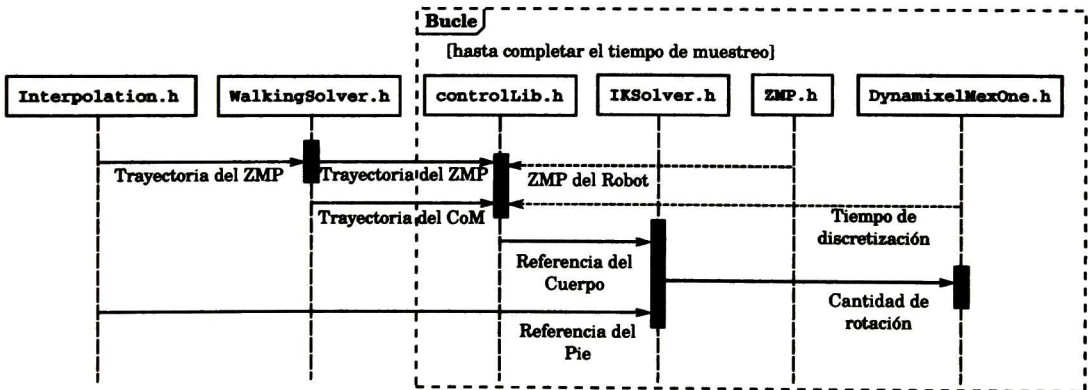 Bucle
[hasta completar el tiempo de muestreo]
Interpolation.h
WalkingSolver.h
controlLib.h
IKSolver.h
ZMP.h
DynamixelMexOne.h
Trayectoria del ZMP
Trayectoria del ZMP
ZMP del Robot
Trayectoria del CoM
Tiempo de
discretización
Referencia del
Cuerpo
Cantidad de
rotación
Referencia del
Pie